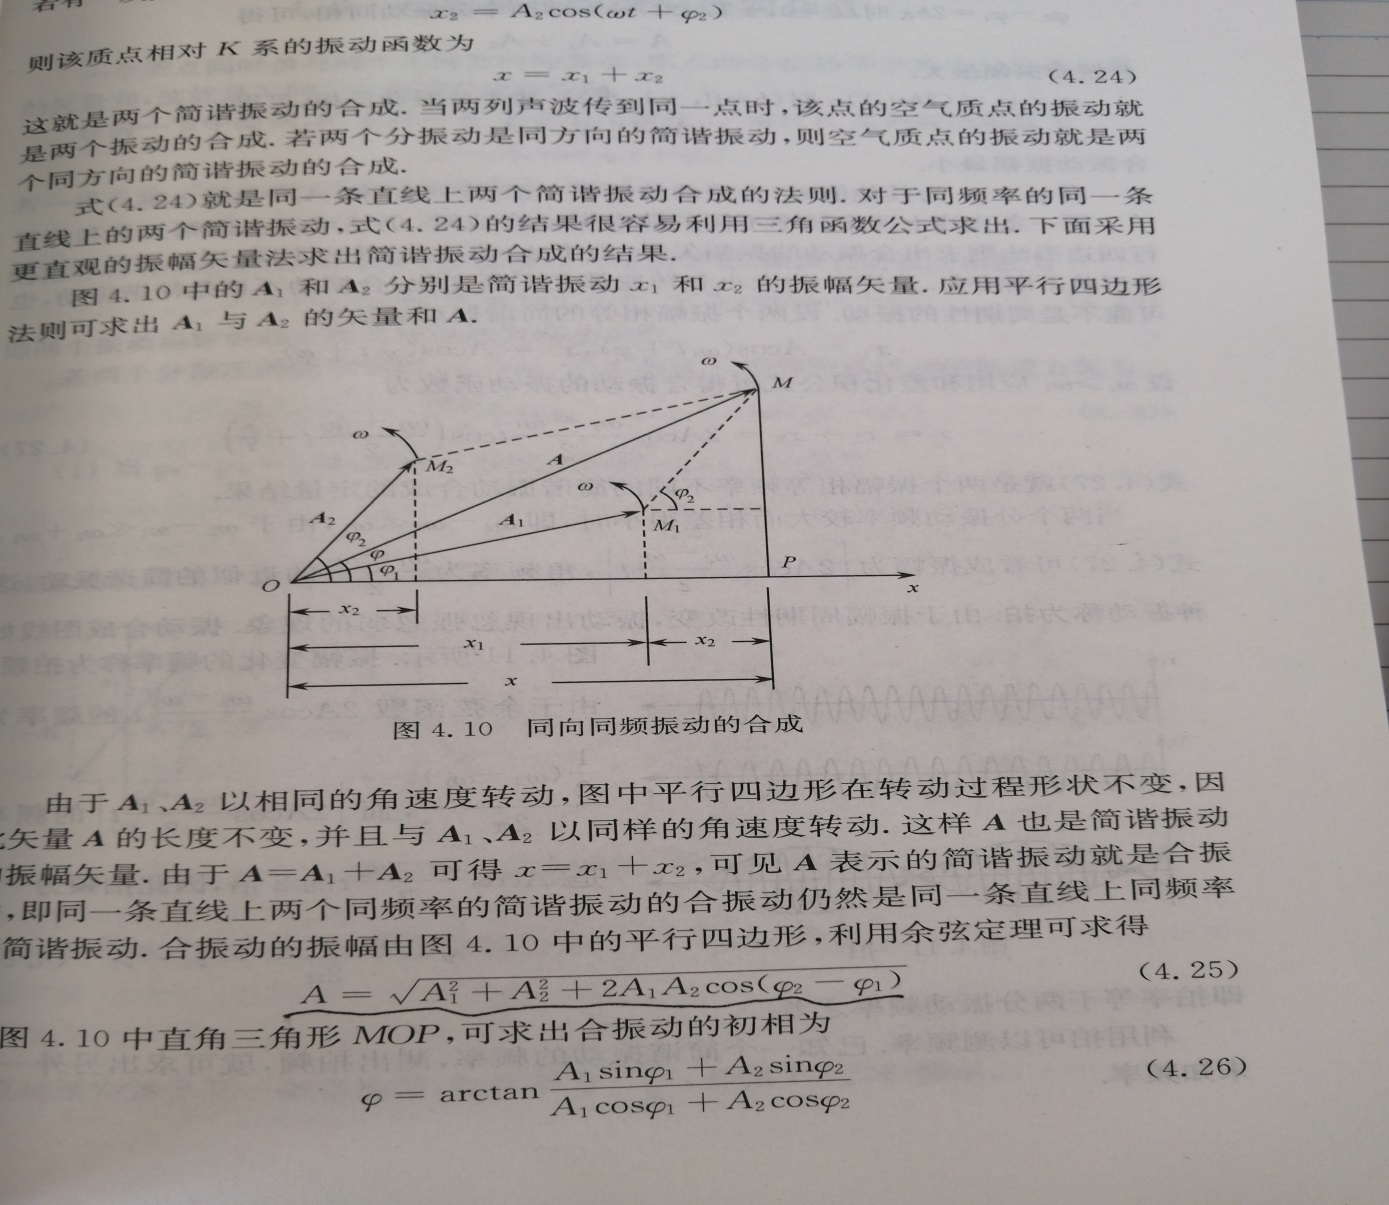 若有
x₂ = A₂cos(ωt + φ₂)
则该质点相对 K 系的振动函数为
x = x₁ + x₂ (4.24)
这就是两个简谐振动的合成. 当两列声波传到同一点时,该点的空气质点的振动就
是两个振动的合成. 若两个分振动是同方向的简谐振动,则空气质点的振动就是两
个同方向的简谐振动的合成.
式(4.24)就是同一条直线上两个简谐振动合成的法则. 对于同频率的同一条
直线上的两个简谐振动,式(4.24)的结果很容易利用三角函数公式求出. 下面采用
更直观的振幅矢量法求出简谐振动合成的结果.
图 4.10 中的 A₁ 和 A₂ 分别是简谐振动 x₁ 和 x₂ 的振幅矢量. 应用平行四边形
法则可求出 A₁ 与 A₂ 的矢量和 A.
ω
M
ω
M₂
A
ω
φ₂
A₂
A₁
M₁
φ₂
φ
φ₁
P
O
x
x₂
x₁
x₂
x
图 4.10 同向同频振动的合成
由于 A₁、A₂ 以相同的角速度转动,图中平行四边形在转动过程形状不变,因
矢量 A 的长度不变,并且与 A₁、A₂ 以同样的角速度转动. 这样 A 也是简谐振动
振幅矢量. 由于 A=A₁+A₂ 可得 x=x₁+x₂,可见 A 表示的简谐振动就是合振
,即同一条直线上两个同频率的简谐振动的合振动仍然是同一条直线上同频率
简谐振动. 合振动的振幅由图 4.10 中的平行四边形,利用余弦定理可求得
A = √(A₁² + A₂² + 2A₁A₂cos(φ₂ − φ₁)) (4.25)
图 4.10 中直角三角形 MOP,可求出合振动的初相为
φ = arctan (A₁sinφ₁ + A₂sinφ₂)/(A₁cosφ₁ + A₂cosφ₂) (4.26)